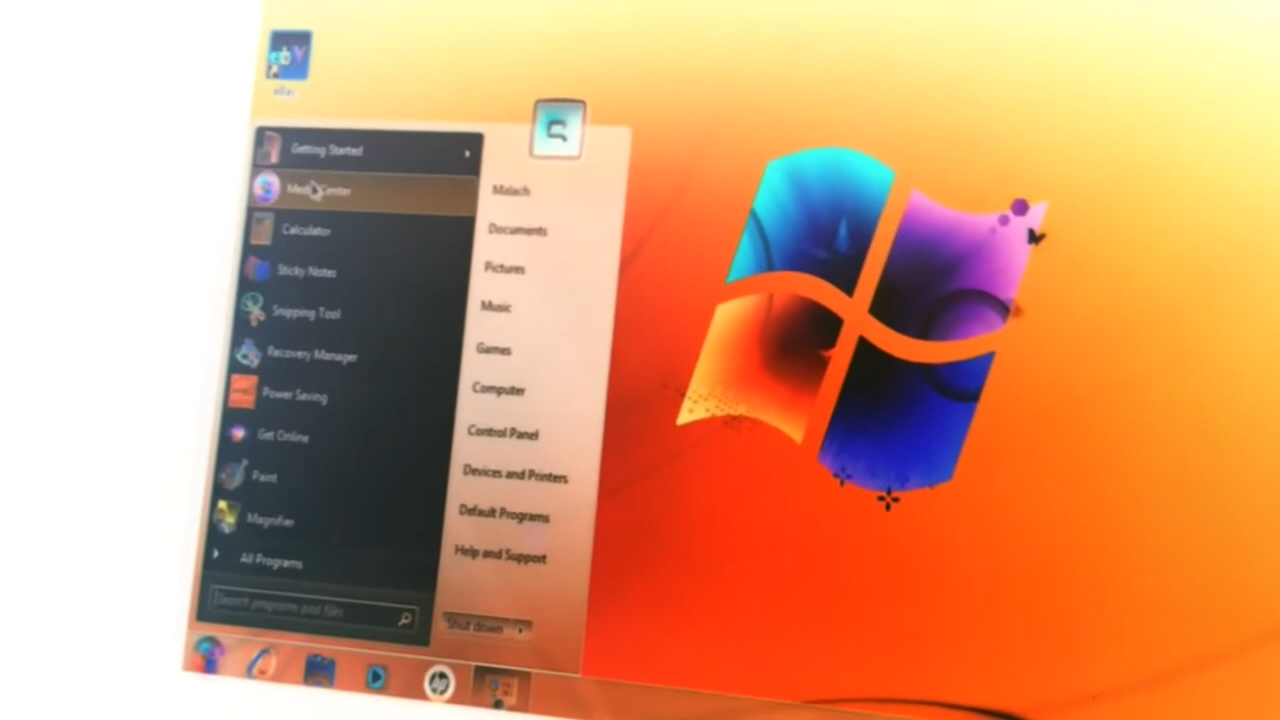 eBay
Getting Started
Media Center
Calculator
Sticky Notes
Snipping Tool
Recovery Manager
Power Saving
Get Online
Paint
Magnifier
All Programs
Search programs and files
Malach
Documents
Pictures
Music
Games
Computer
Control Panel
Devices and Printers
Default Programs
Help and Support
Shut down
hp